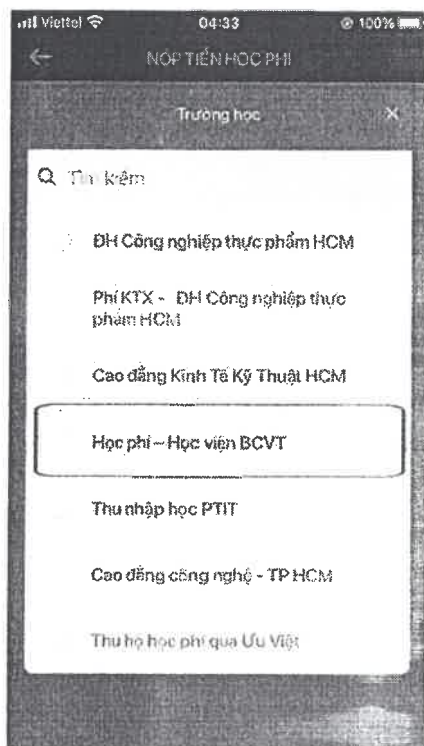 Viettel 04:33 100%
NỘP TIỀN HỌC PHÍ
Trường học
Tìm kiếm
ĐH Công nghiệp thực phẩm HCM
Phí KTX - ĐH Công nghiệp thực
phẩm HCM
Cao đẳng Kinh Tế Kỹ Thuật HCM
Học phí – Học viện BCVT
Thu nhập học PTIT
Cao đẳng công nghệ - TP HCM
Thu hộ học phí qua Ưu Việt